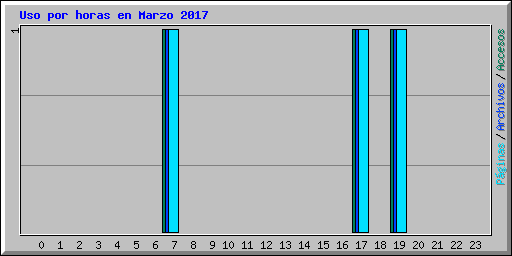 Uso por horas en Marzo 2017
1
Páginas / Archivos / Accesos
0 1 2 3 4 5 6 7 8 9 10 11 12 13 14 15 16 17 18 19 20 21 22 23